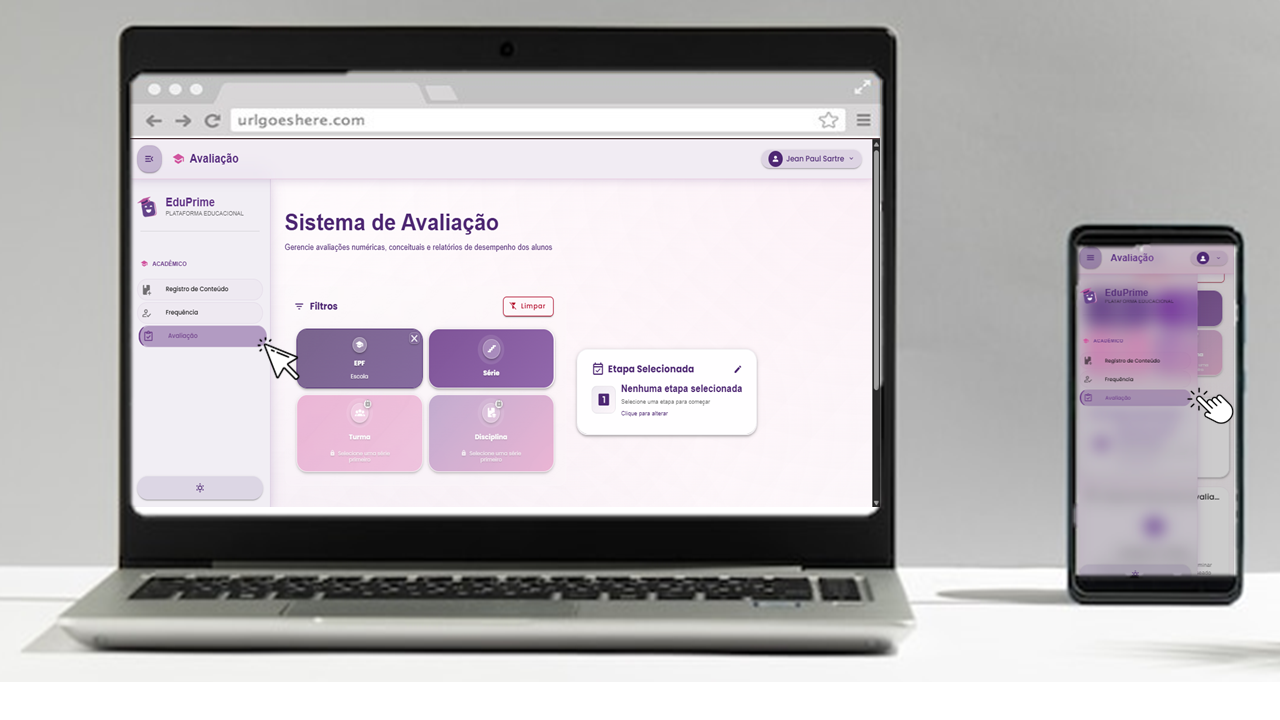 urlgoeshere.com
Avaliação
Jean Paul Sartre
EduPrime
PLATAFORMA EDUCACIONAL
ACADÊMICO
Registro de Conteúdo
Frequência
Avaliação
Sistema de Avaliação
Gerencie avaliações numéricas, conceituais e relatórios de desempenho dos alunos
Filtros
Limpar
EPF
Escola
Série
Turma
Selecione uma série
primeiro
Disciplina
Selecione uma série
primeiro
Etapa Selecionada
1
Nenhuma etapa selecionada
Selecione uma etapa para começar
Clique para alterar
Avaliação
EduPrime
PLATAFORMA EDUCACIONAL
ACADÊMICO
Registro de Conteúdo
Frequência
Avaliação
valia...